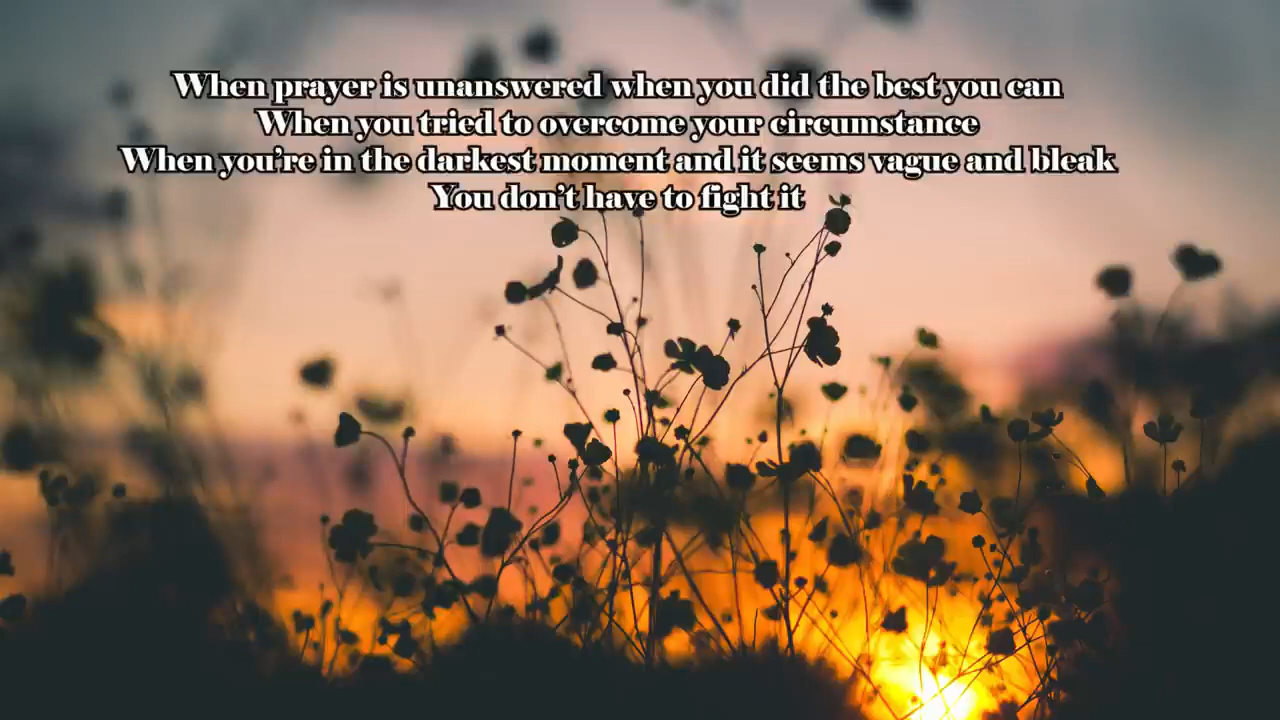 When prayer is unanswered when you did the best you can
When you tried to overcome your circumstance
When you're in the darkest moment and it seems vague and bleak
You don't have to fight it